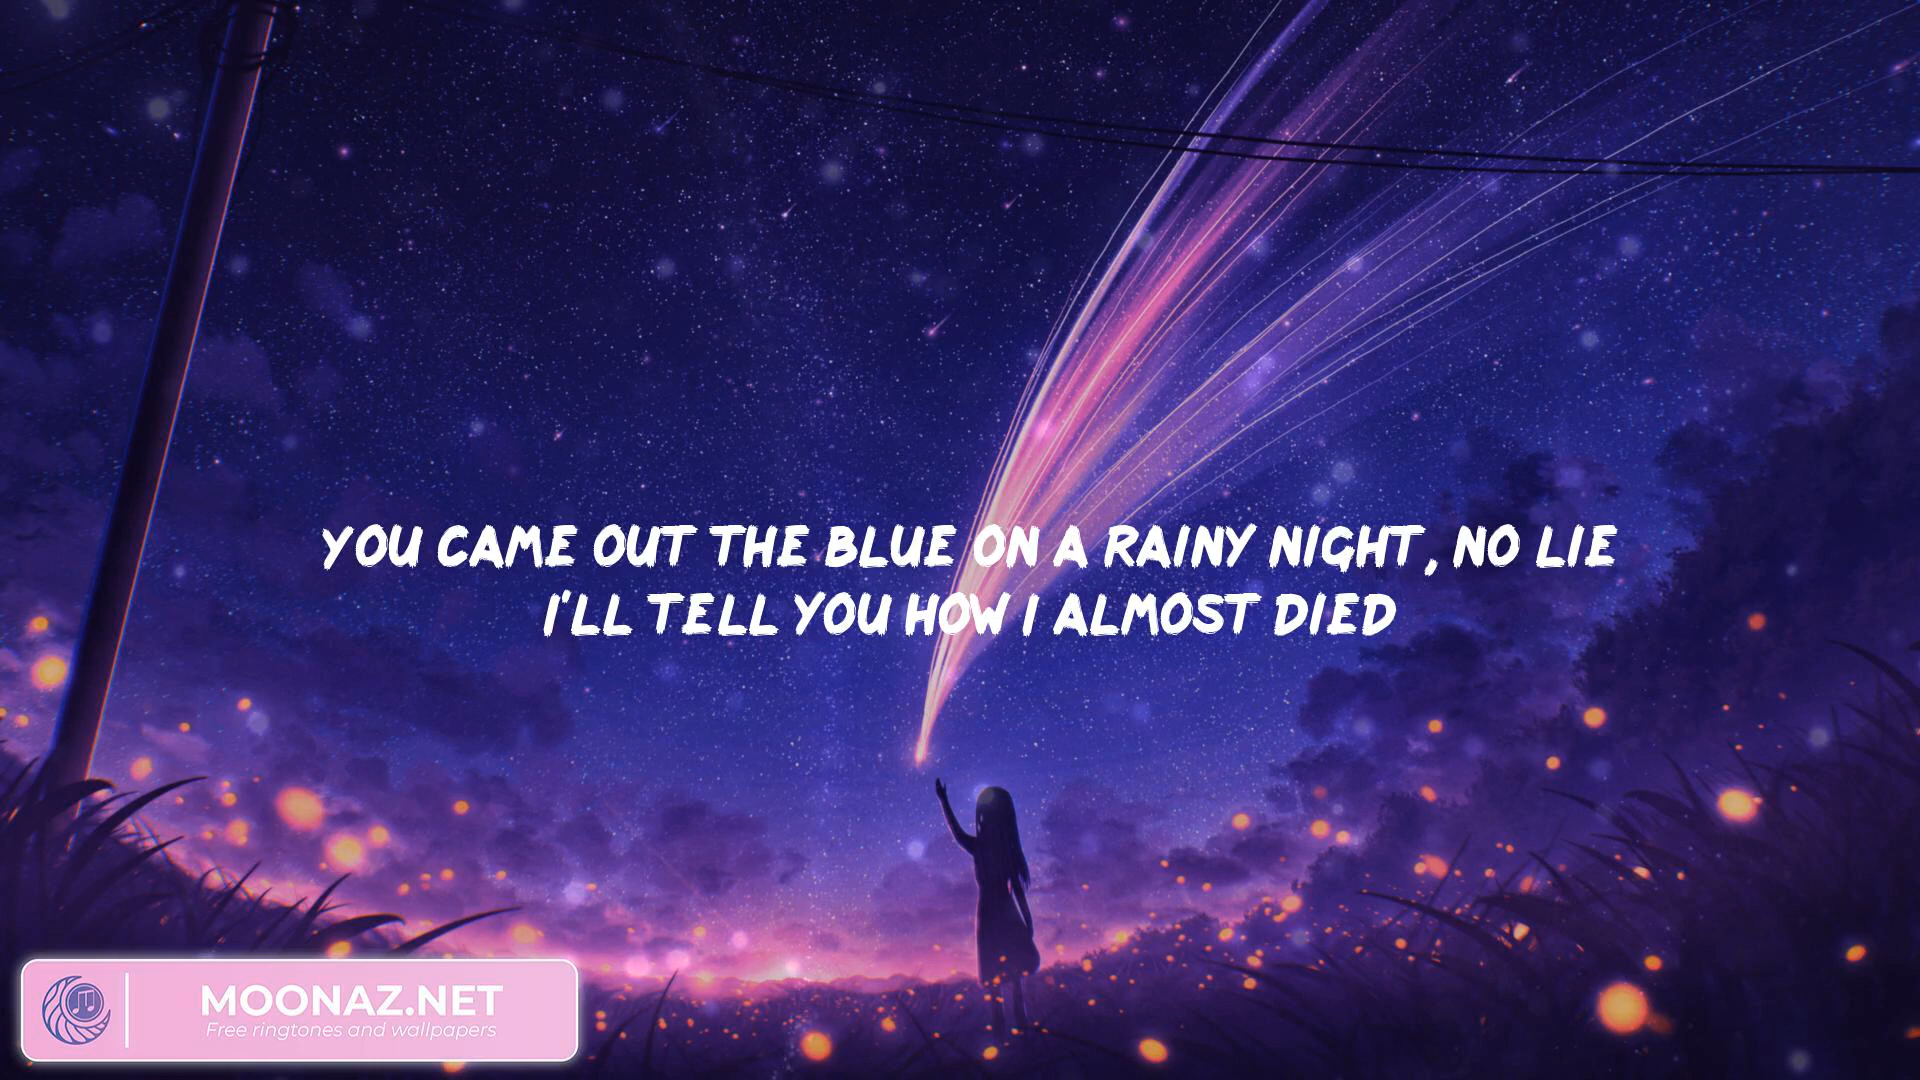 YOU CAME OUT THE BLUE ON A RAINY NIGHT, NO LIE
I'LL TELL YOU HOW I ALMOST DIED
MOONAZ.NET
Free ringtones and wallpapers